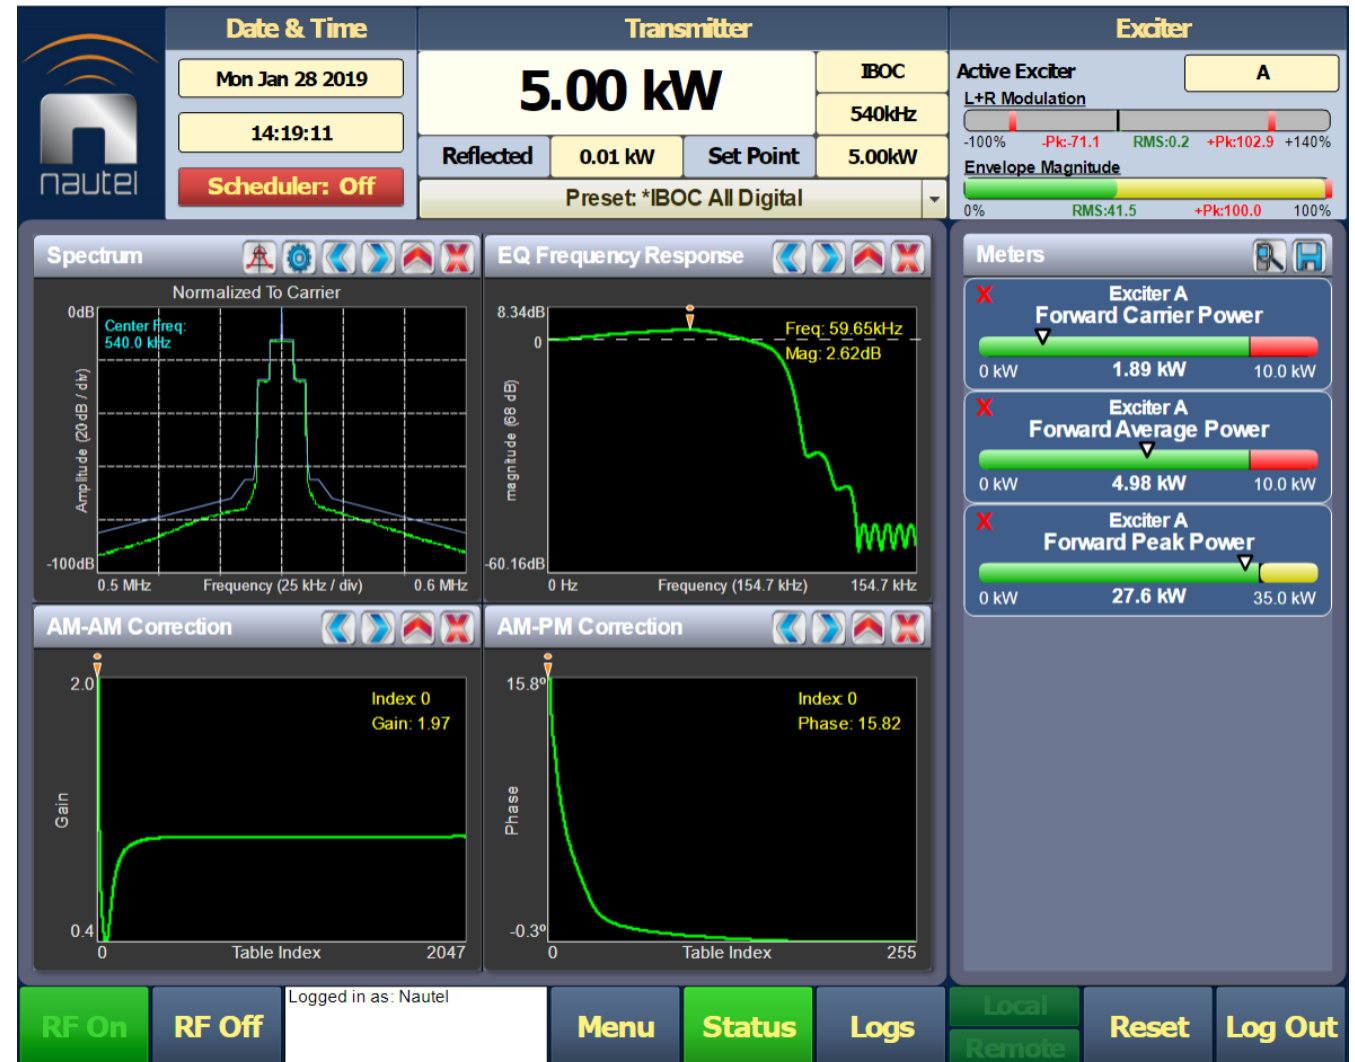 nautel
Date & Time
Mon Jan 28 2019
14:19:11
Scheduler: Off
Transmitter
5.00 kW
IBOC
540kHz
Reflected 0.01 kW Set Point 5.00kW
Preset: *IBOC All Digital
Exciter
Active Exciter A
L+R Modulation
-100% -Pk:-71.1 RMS:0.2 +Pk:102.9 +140%
Envelope Magnitude
0% RMS:41.5 +Pk:100.0 100%
Spectrum
Normalized To Carrier
0dB
Center Freq:
540.0 kHz
Amplitude (20 dB / div)
-100dB
0.5 MHz Frequency (25 kHz / div) 0.6 MHz
EQ Frequency Response
8.34dB
0
Freq: 59.65kHz
Mag: 2.62dB
magnitude (68 dB)
-60.16dB
0 Hz Frequency (154.7 kHz) 154.7 kHz
AM-AM Correction
2.0
Index: 0
Gain: 1.97
Gain
0.4
0 Table Index 2047
AM-PM Correction
15.8º
Index: 0
Phase: 15.82
Phase
-0.3º
0 Table Index 255
Meters
X Exciter A
Forward Carrier Power
0 kW 1.89 kW 10.0 kW
X Exciter A
Forward Average Power
0 kW 4.98 kW 10.0 kW
X Exciter A
Forward Peak Power
0 kW 27.6 kW 35.0 kW
RF On
RF Off
Logged in as: Nautel
Menu
Status
Logs
Local
Remote
Reset
Log Out